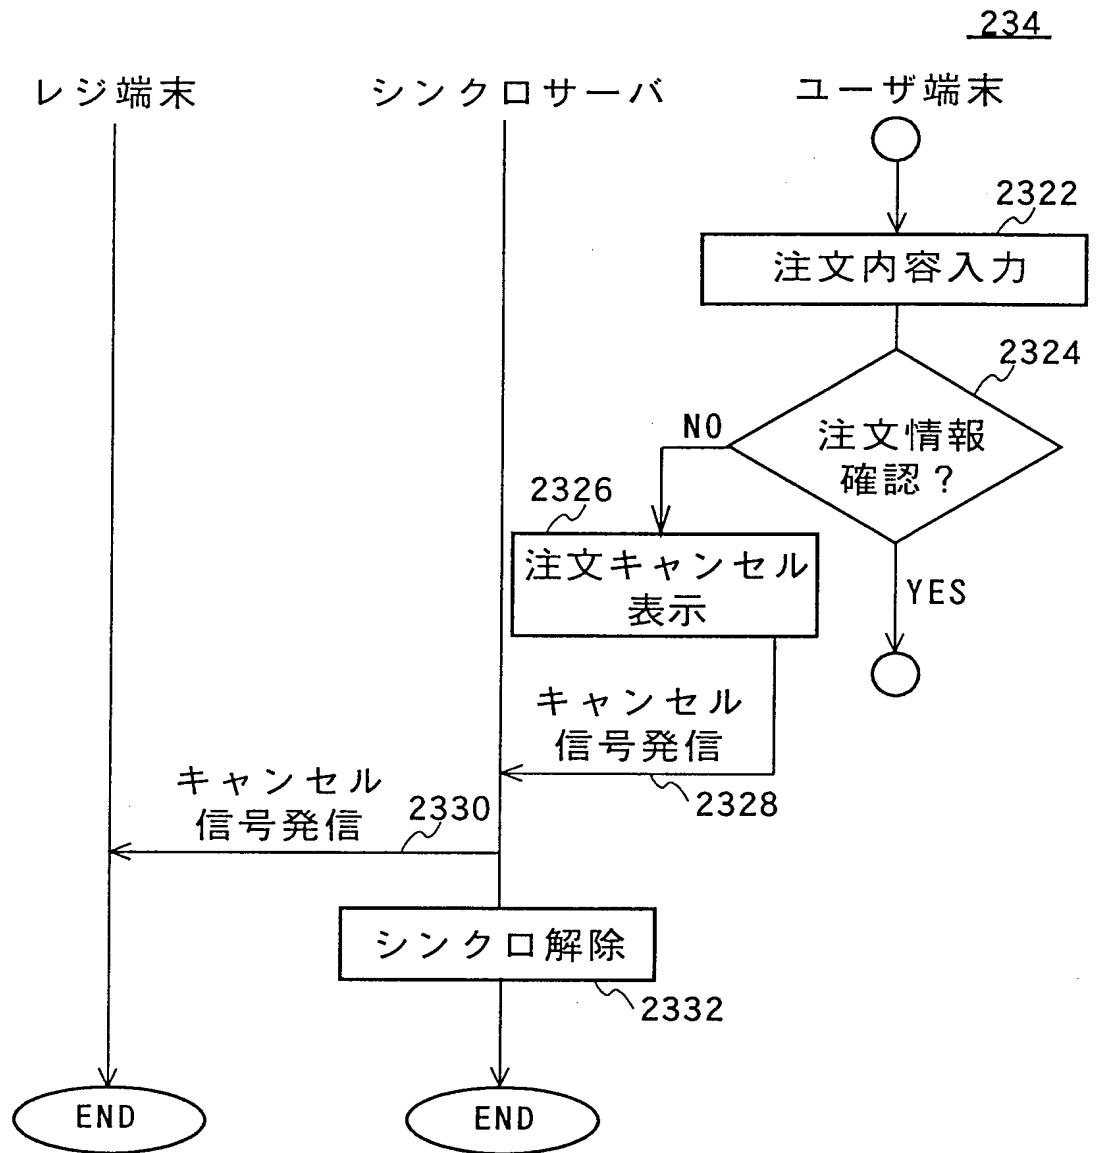 234
レジ端末
シンクロサーバ
ユーザ端末
2322
注文内容入力
2324
注文情報
確認？
NO
2326
注文キャンセル
表示
YES
キャンセル
信号発信
2328
キャンセル
信号発信
2330
シンクロ解除
2332
END
END